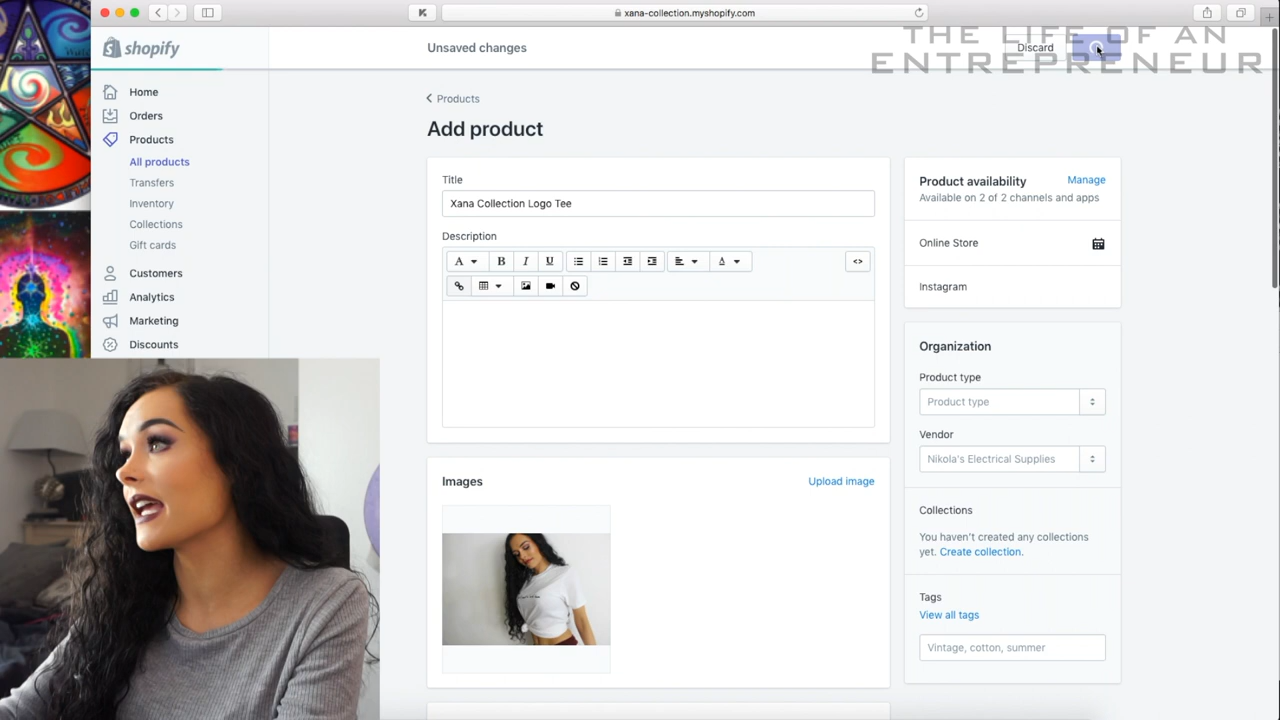 xana-collection.myshopify.com
THE LIFE OF AN
ENTREPRENEUR
shopify
Unsaved changes
Discard
Home
Orders
Products
All products
Transfers
Inventory
Collections
Gift cards
Customers
Analytics
Marketing
Discounts
Products
Add product
Title
Xana Collection Logo Tee
Description
A
B
I
U
A
<>
Images
Upload image
Product availability
Manage
Available on 2 of 2 channels and apps
Online Store
Instagram
Organization
Product type
Product type
Vendor
Nikola's Electrical Supplies
Collections
You haven't created any collections
yet. Create collection.
Tags
View all tags
Vintage, cotton, summer